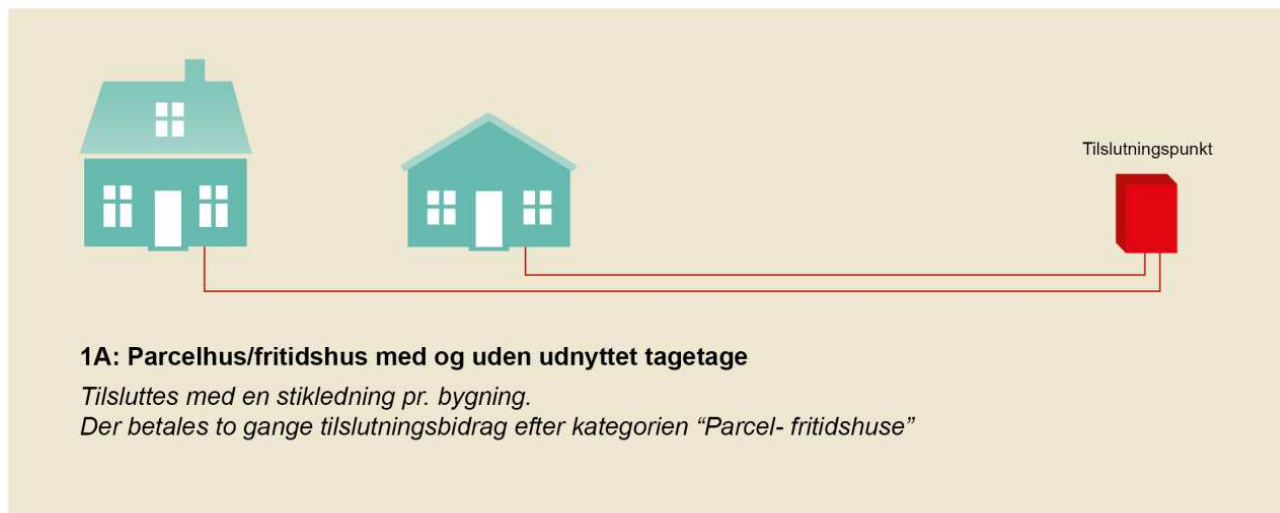 Tilslutningspunkt
1A: Parcelhus/fritidshus med og uden udnyttet tagetage
Tilsluttes med en stikledning pr. bygning.
Der betales to gange tilslutningsbidrag efter kategorien “Parcel- fritidshuse”